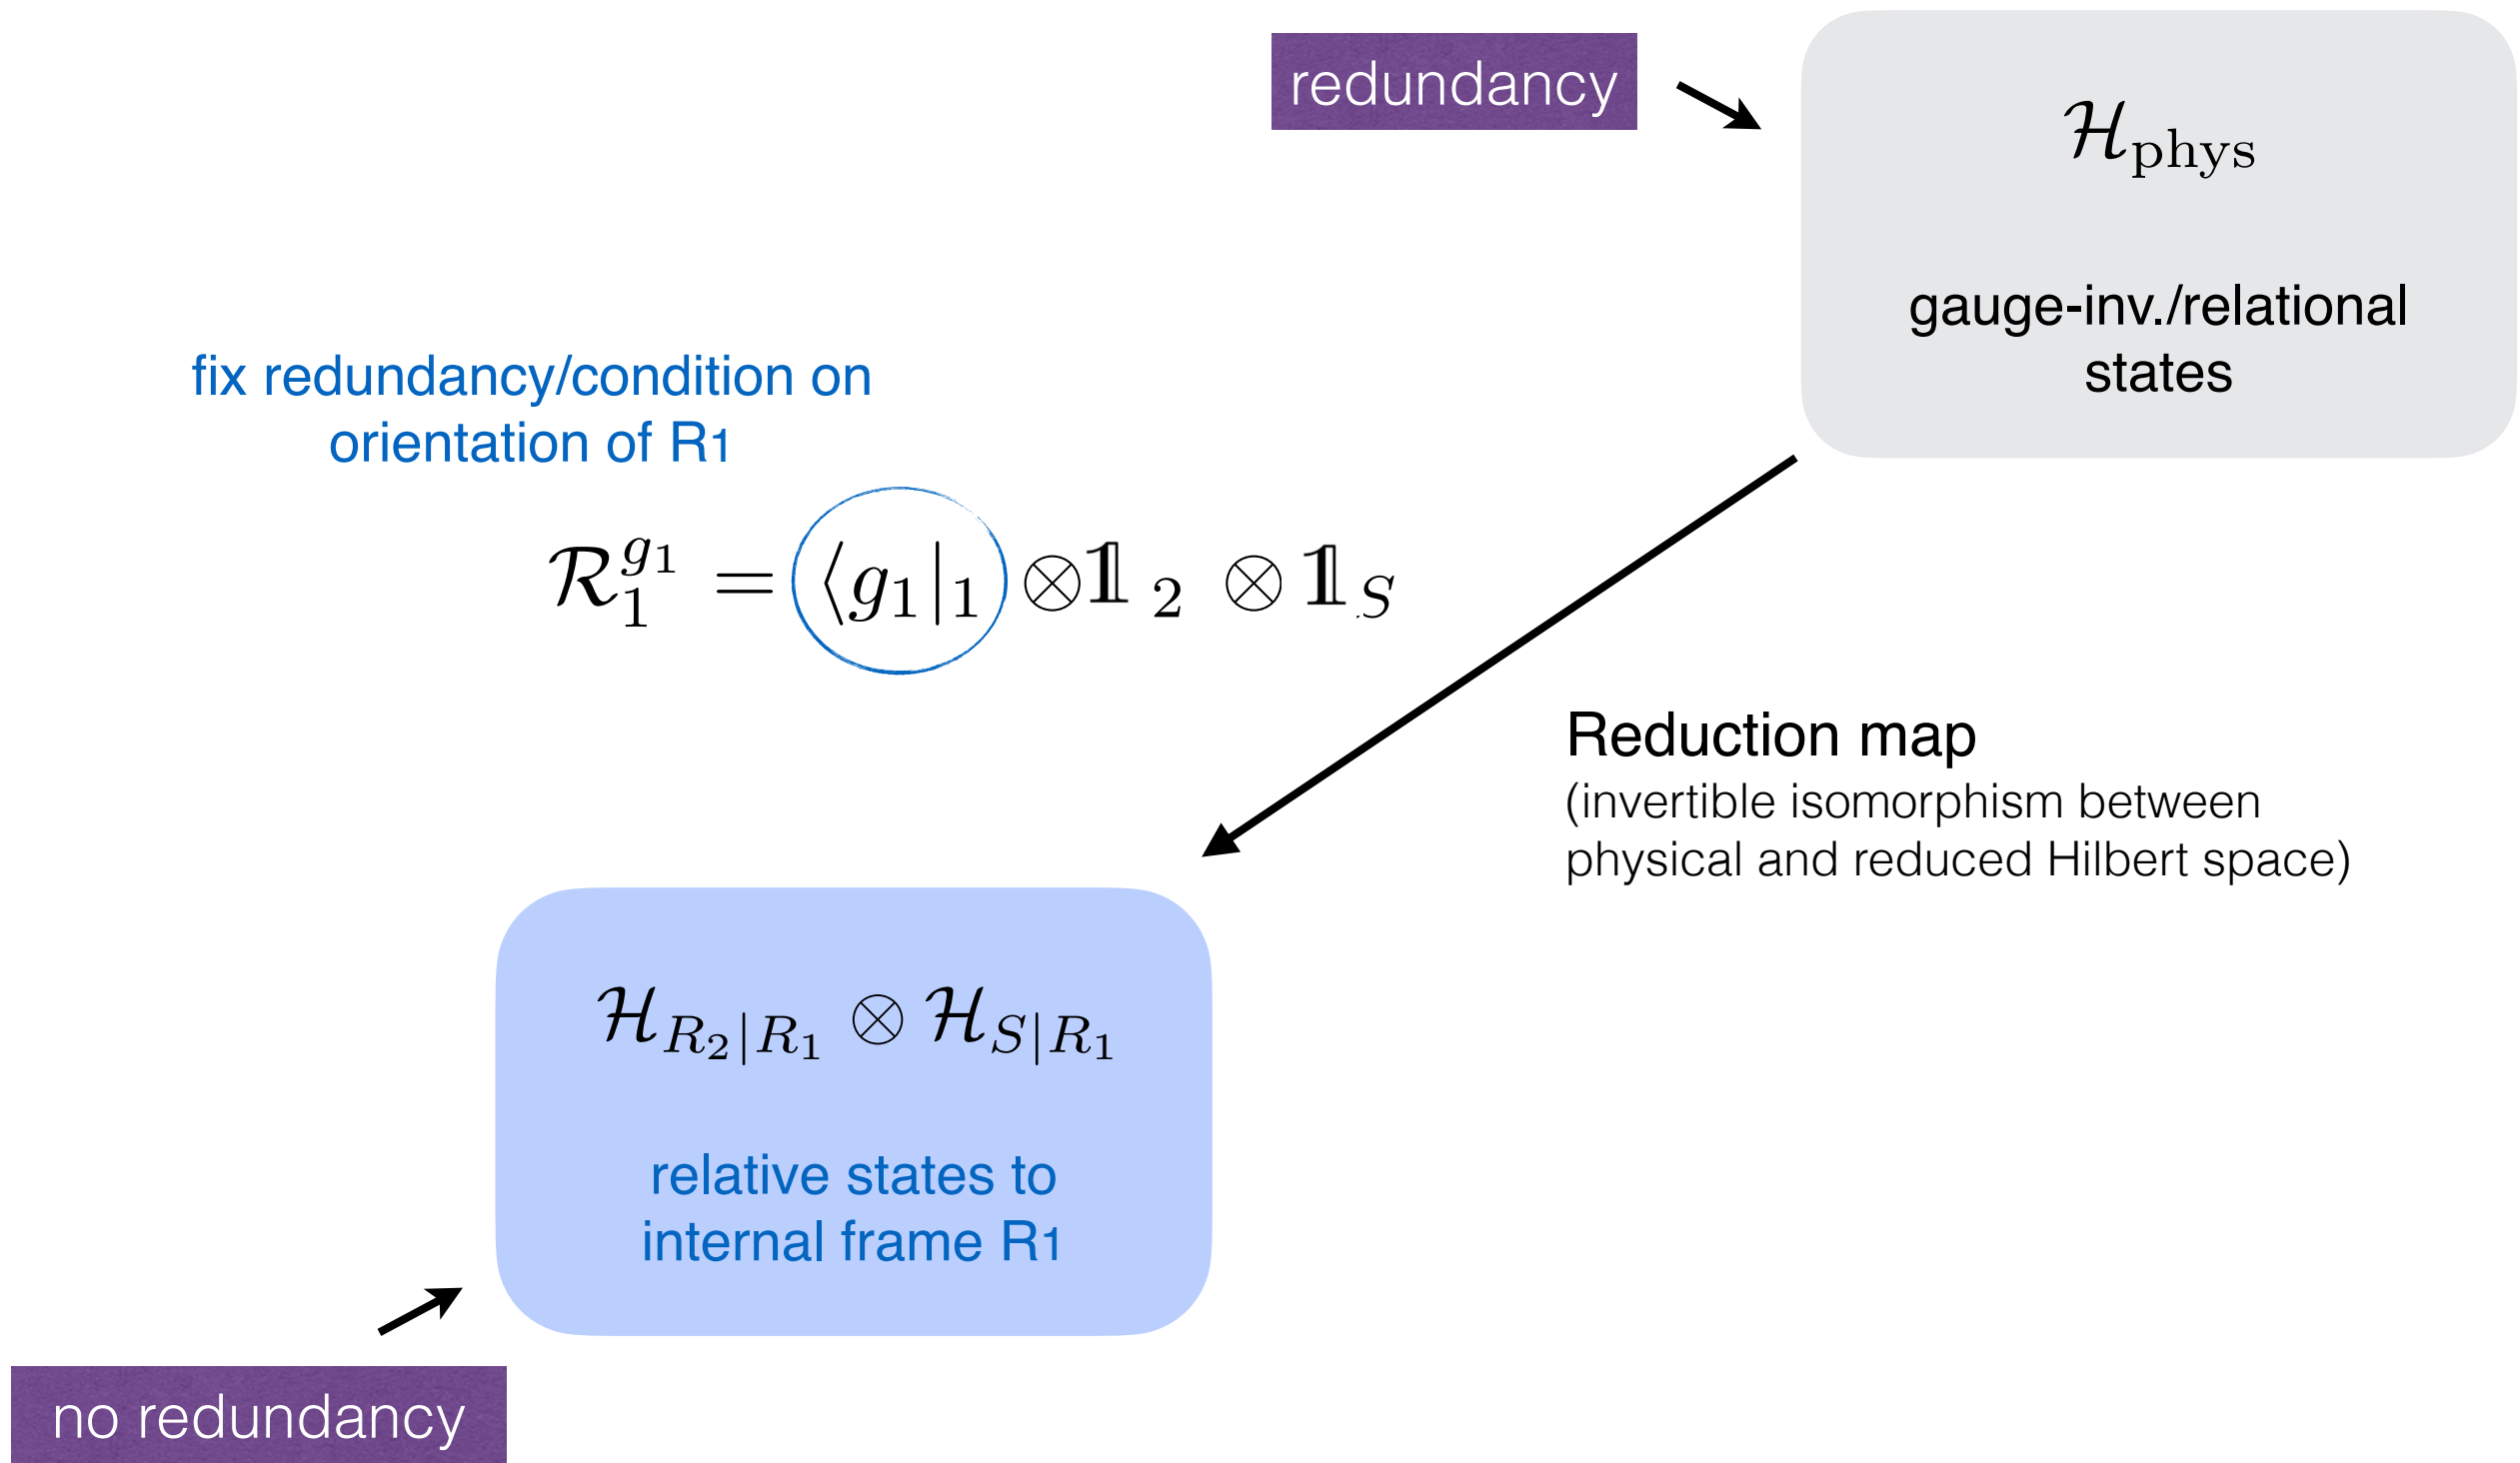 redundancy
ℋ_phys
gauge-inv./relational
states
fix redundancy/condition on
orientation of R1
ℛ₁^{g₁} = ⟨g₁|₁ ⊗ 𝟙₂ ⊗ 𝟙_S
Reduction map
(invertible isomorphism between
physical and reduced Hilbert space)
ℋ_{R₂|R₁} ⊗ ℋ_{S|R₁}
relative states to
internal frame R1
no redundancy